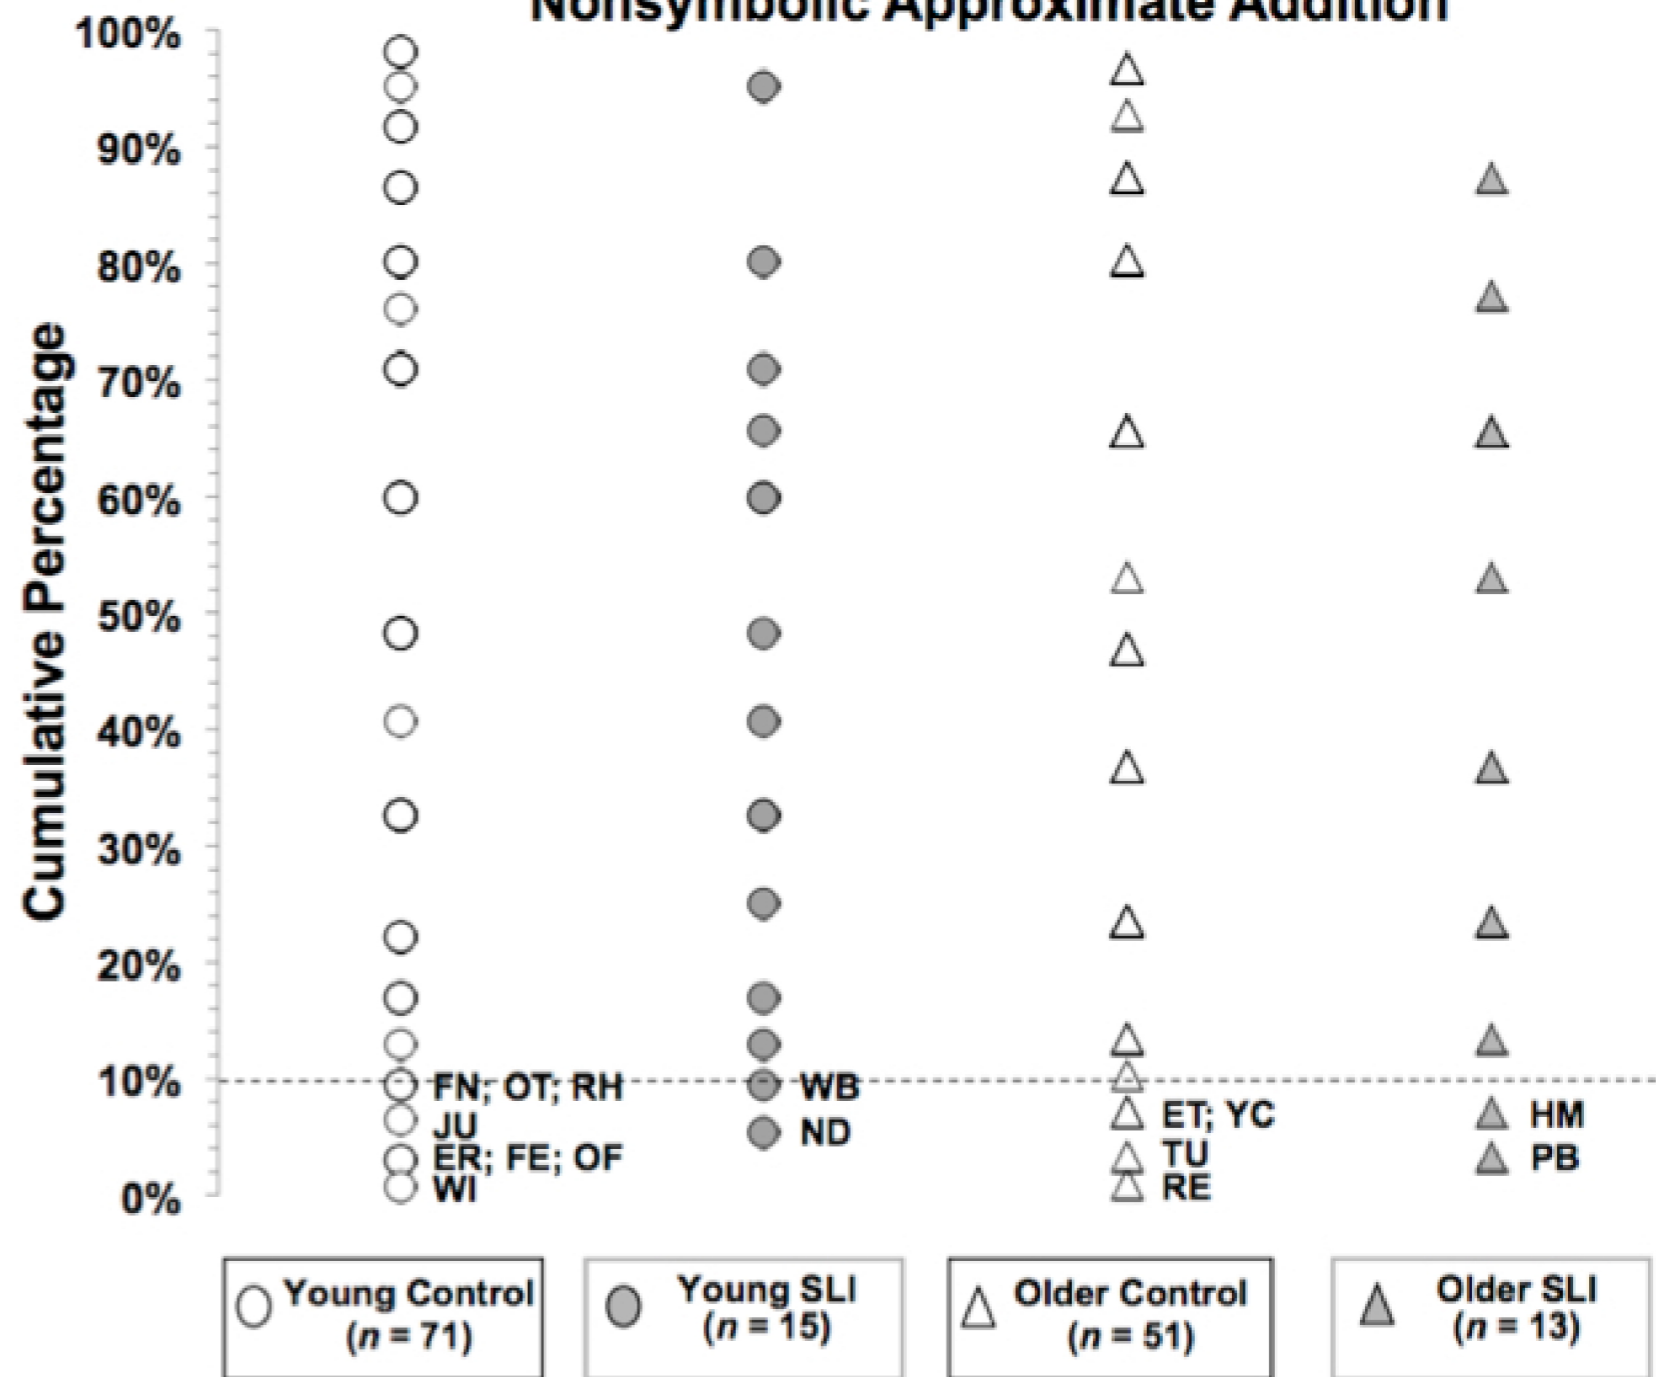 Nonsymbolic Approximate Addition
Cumulative Percentage
100%
90%
80%
70%
60%
50%
40%
30%
20%
10%
0%
FN; OT; RH
JU
ER; FE; OF
WI
WB
ND
ET; YC
TU
RE
HM
PB
Young Control
(n = 71)
Young SLI
(n = 15)
Older Control
(n = 51)
Older SLI
(n = 13)